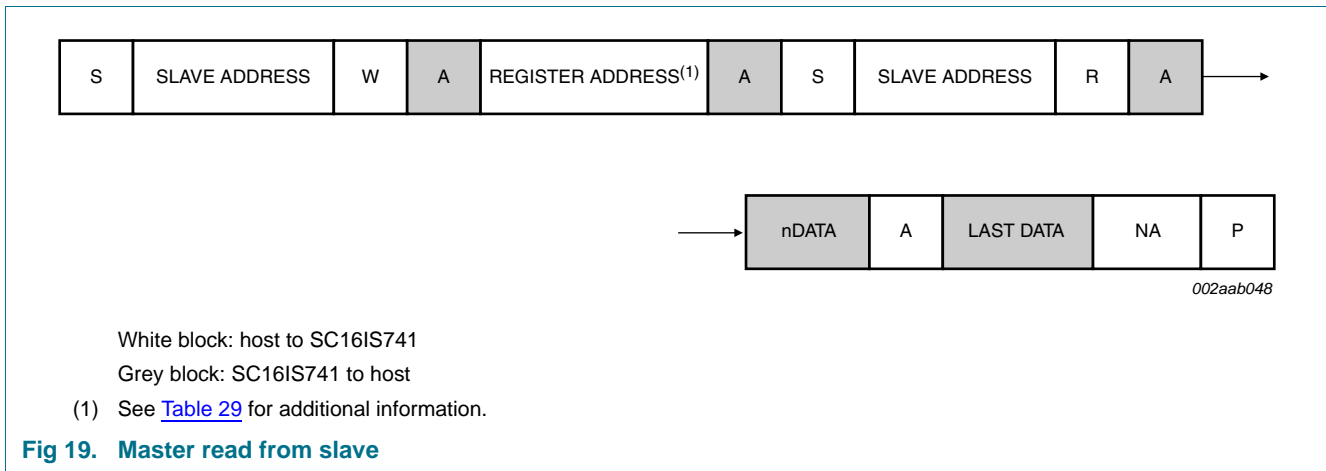 S SLAVE ADDRESS W A REGISTER ADDRESS(1) A S SLAVE ADDRESS R A
nDATA A LAST DATA NA P
002aab048
White block: host to SC16IS741
Grey block: SC16IS741 to host
(1) See Table 29 for additional information.
Fig 19. Master read from slave